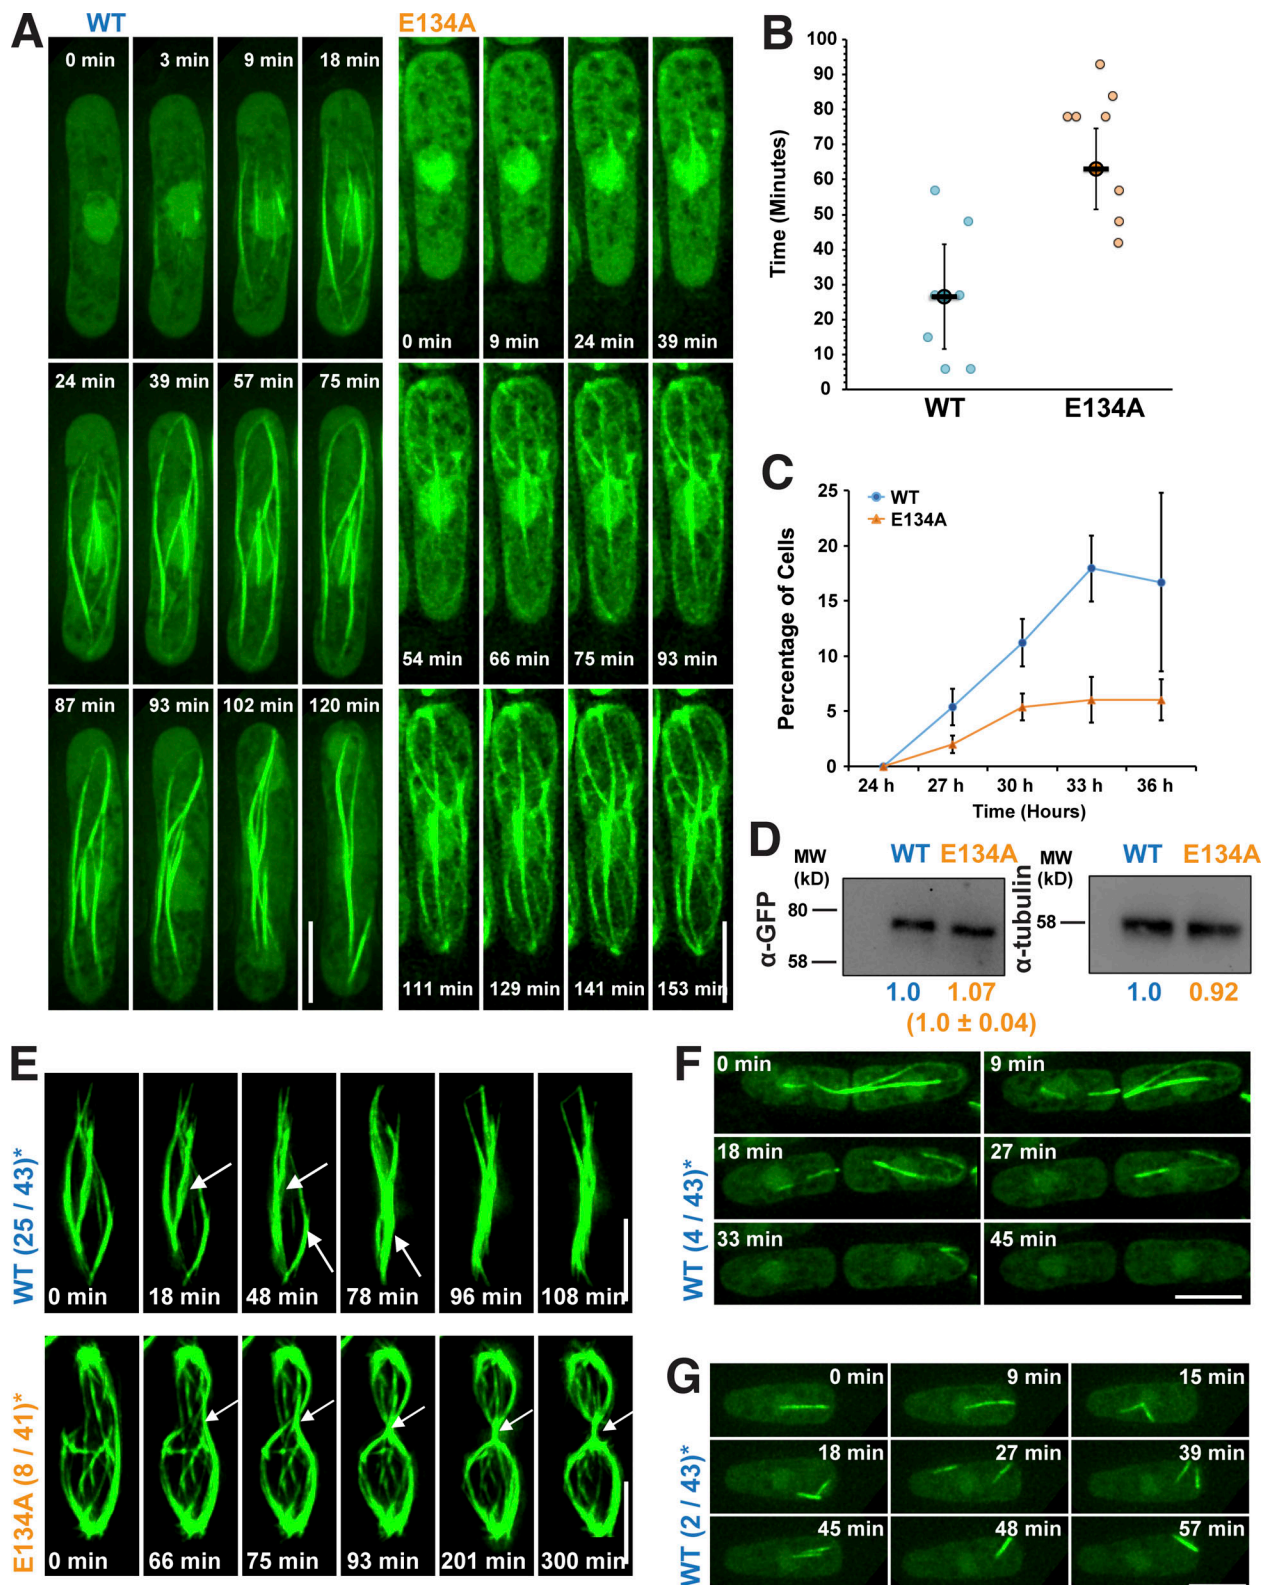 A
WT
0 min 3 min 9 min 18 min
24 min 39 min 57 min 75 min
87 min 93 min 102 min 120 min
E134A
0 min 9 min 24 min 39 min
54 min 66 min 75 min 93 min
111 min 129 min 141 min 153 min
B
Time (Minutes)
100
90
80
70
60
50
40
30
20
10
0
WT E134A
C
Percentage of Cells
25
20
15
10
5
0
WT
E134A
24 h 27 h 30 h 33 h 36 h
Time (Hours)
D
MW
(kD)
WT E134A
80
58
α-GFP
1.0 1.07
(1.0 ± 0.04)
MW
(kD)
WT E134A
58
α-tubulin
1.0 0.92
E
WT (25 / 43)*
0 min 18 min 48 min 78 min 96 min 108 min
E134A (8 / 41)*
0 min 66 min 75 min 93 min 201 min 300 min
F
WT (4 / 43)*
0 min 9 min
18 min 27 min
33 min 45 min
G
WT (2 / 43)*
0 min 9 min 15 min
18 min 27 min 39 min
45 min 48 min 57 min